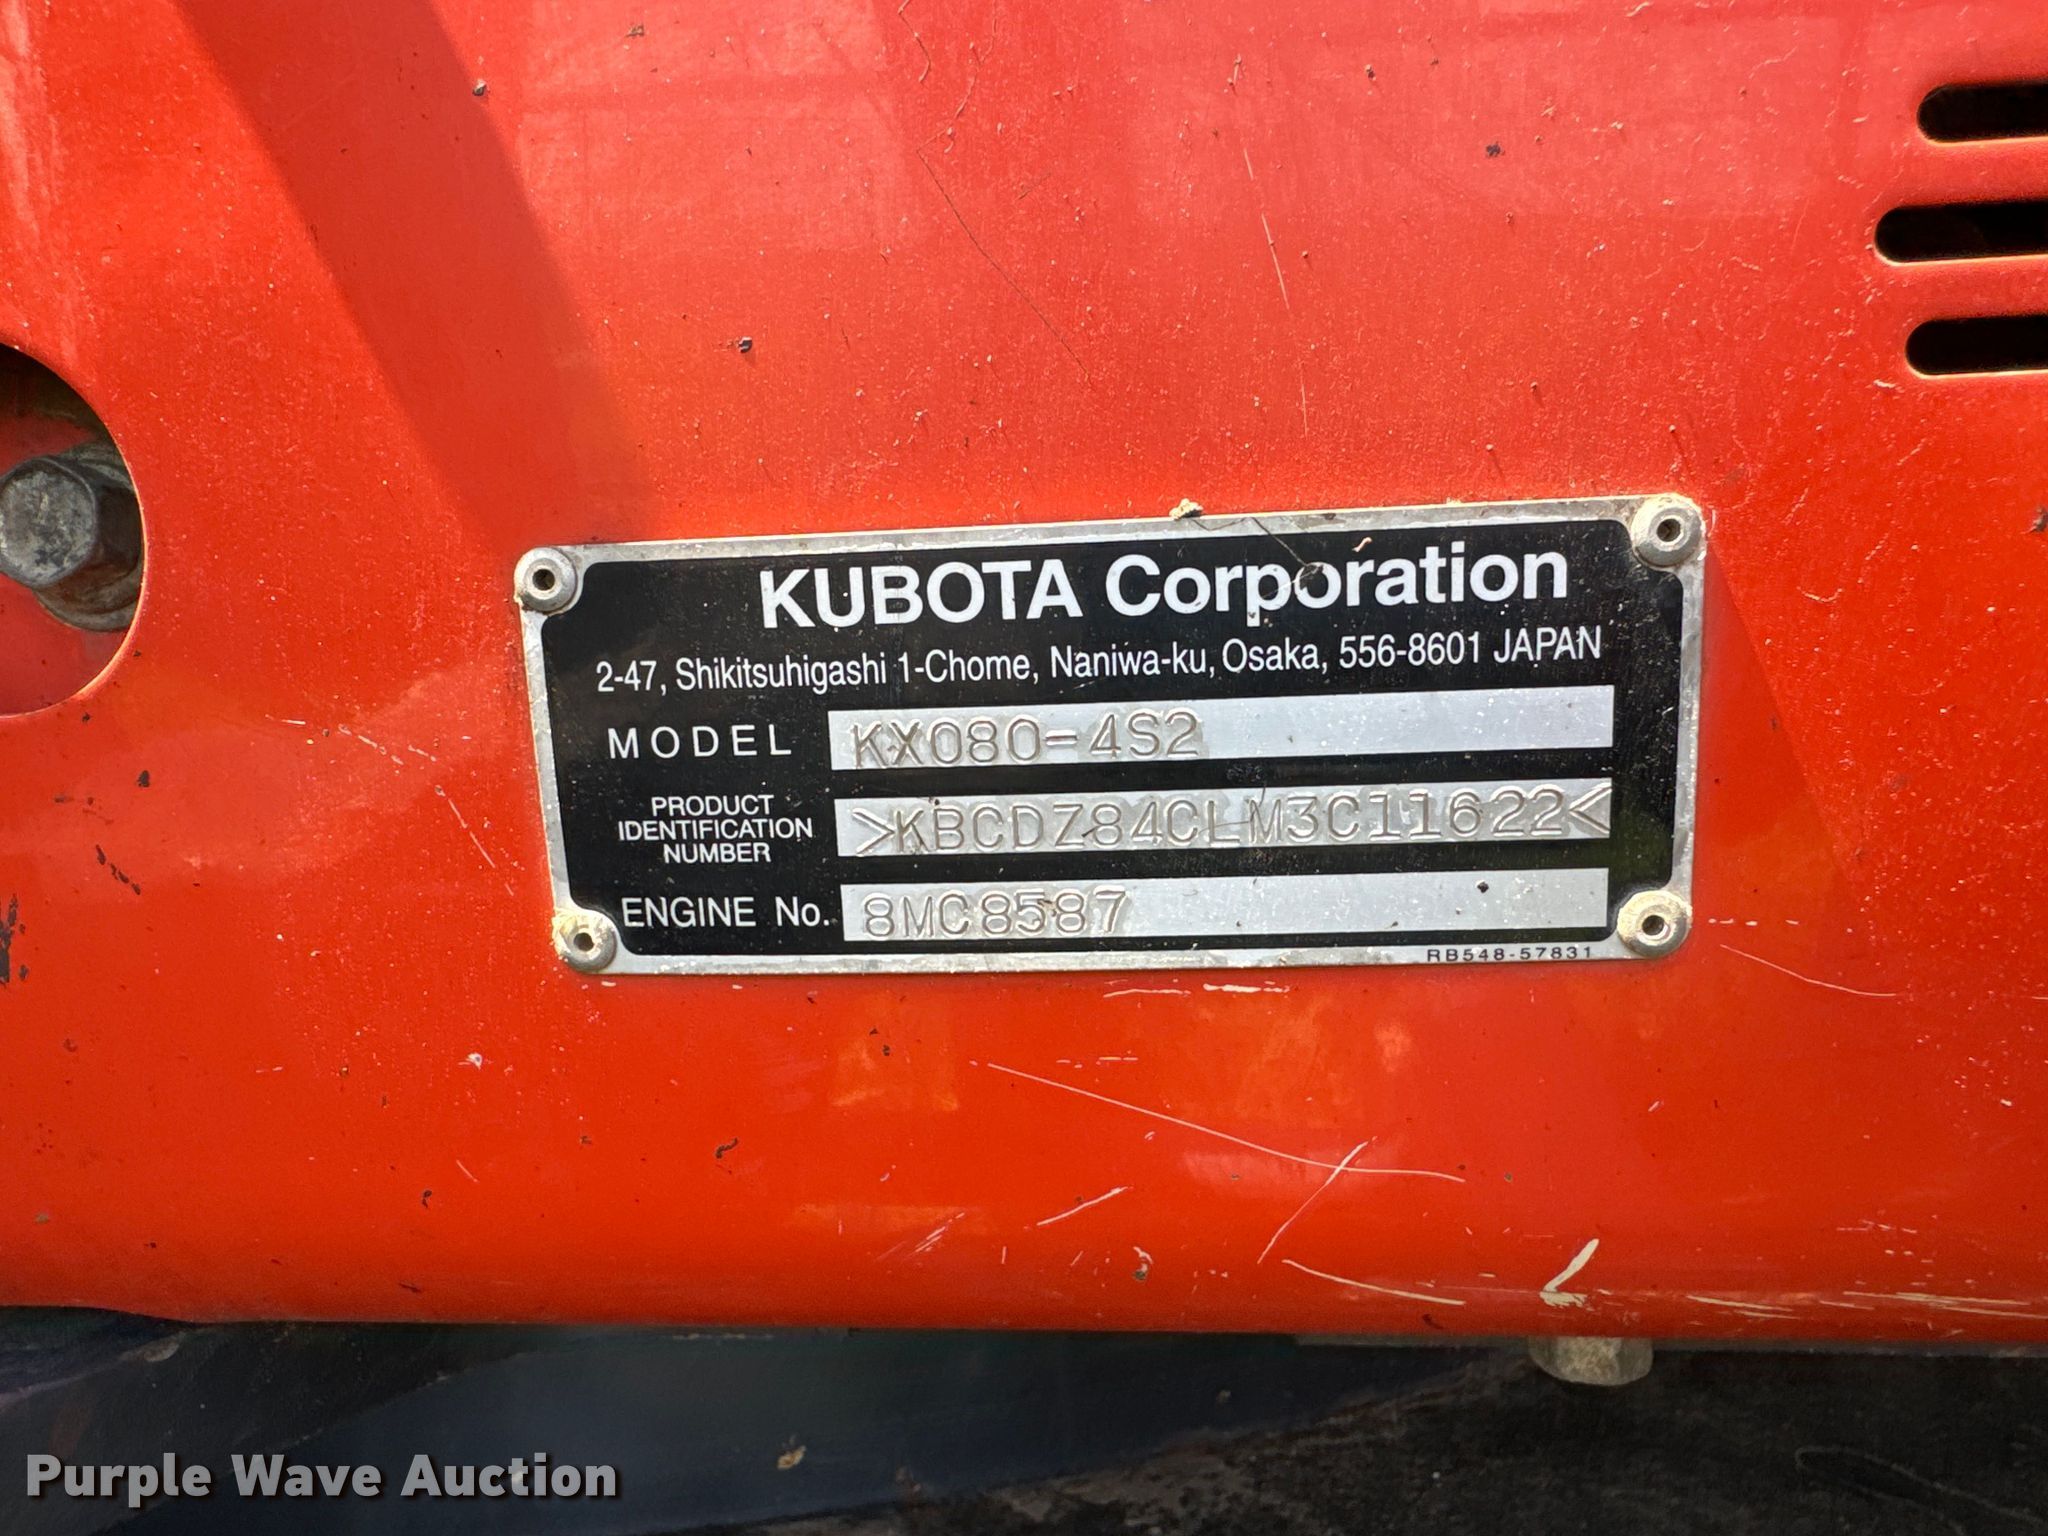 KUBOTA Corporation
2-47, Shikitsuhigashi 1-Chome, Naniwa-ku, Osaka, 556-8601 JAPAN
MODEL KX080-4S2
PRODUCT IDENTIFICATION NUMBER >KBCDZ84CLM3C11622<
ENGINE No. 8MC8587
RB548-57831
Purple Wave Auction